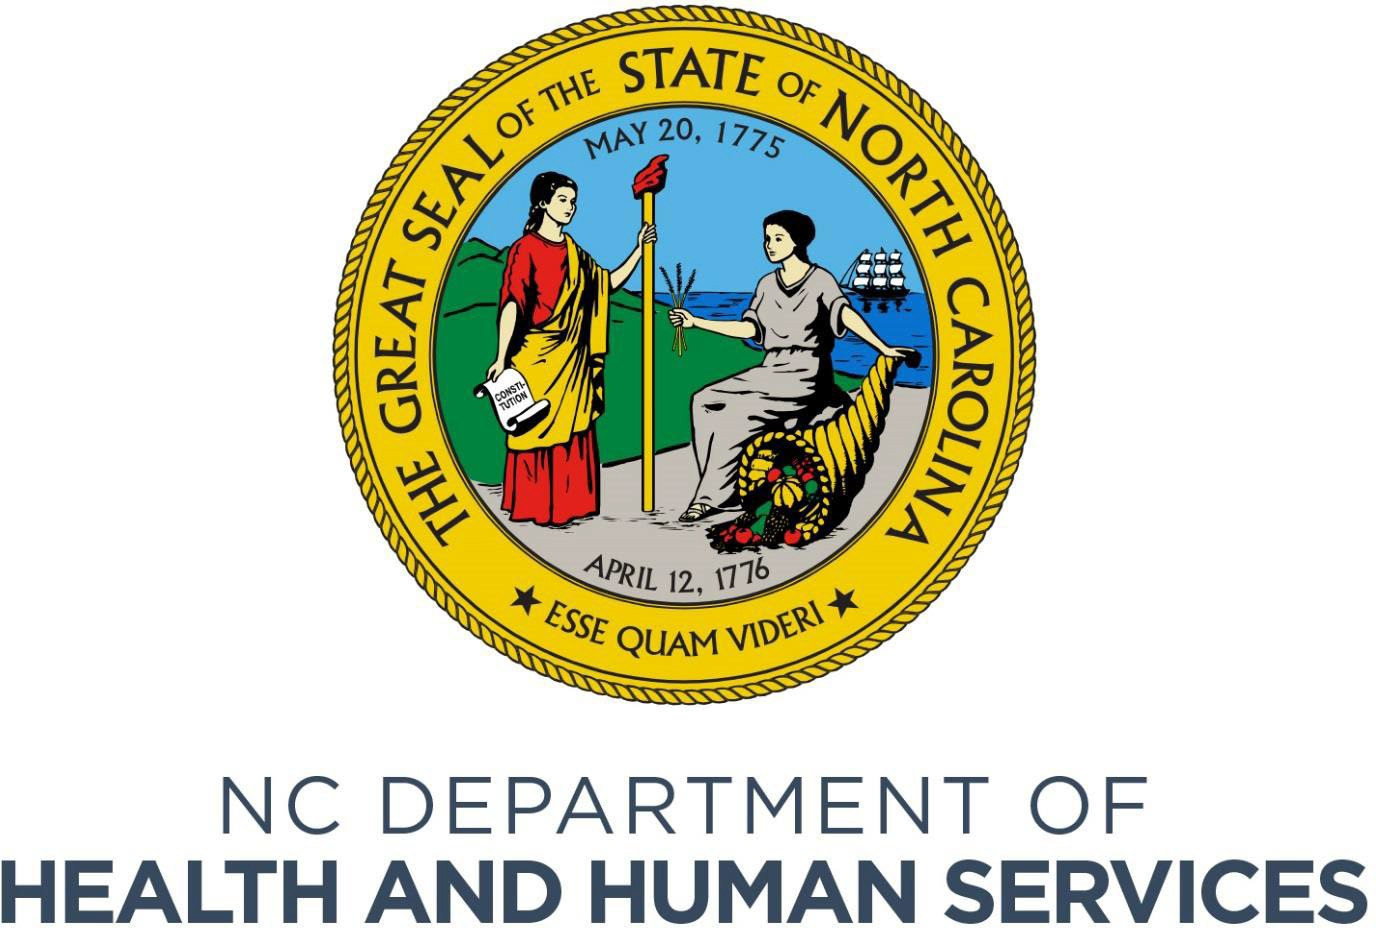 THE GREAT SEAL OF THE STATE OF NORTH CAROLINA
MAY 20, 1775
CONSTI-
TUTION
APRIL 12, 1776
★ ESSE QUAM VIDERI ★
NC DEPARTMENT OF
HEALTH AND HUMAN SERVICES